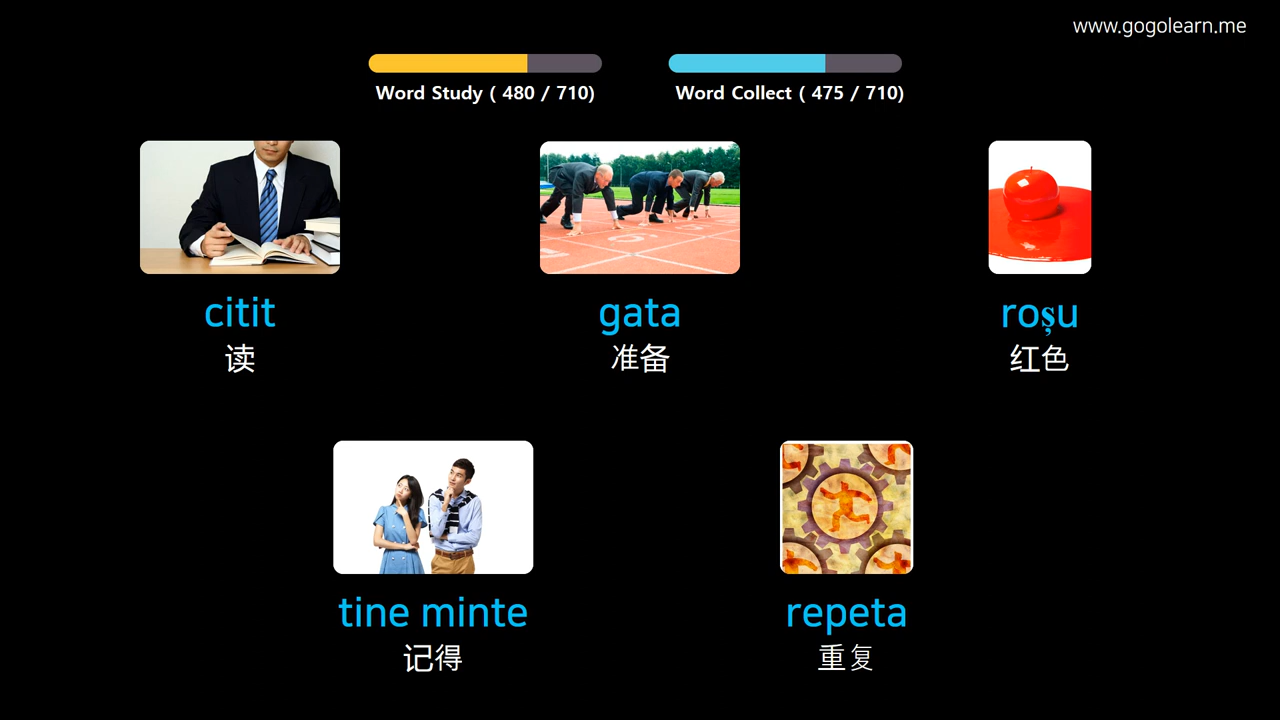 www.gogolearn.me
Word Study ( 480 / 710)
Word Collect ( 475 / 710)
citit
读
gata
准备
roșu
红色
tine minte
记得
repeta
重复